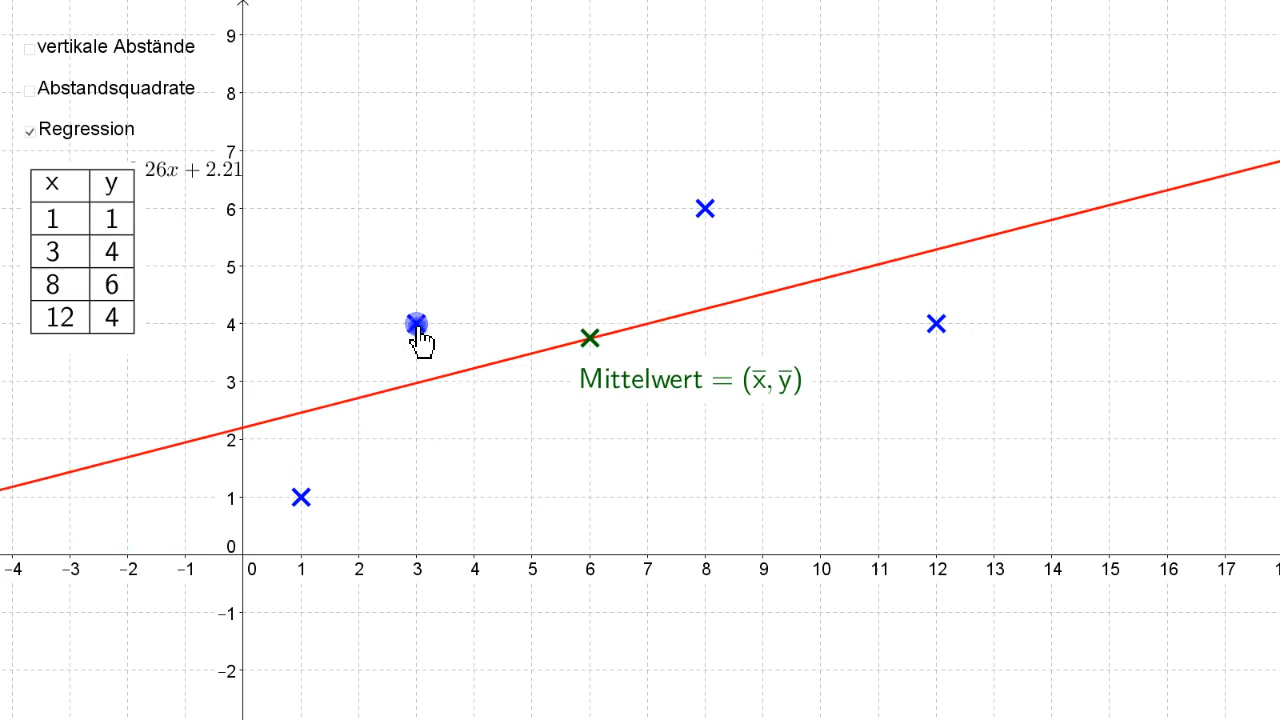 vertikale Abstände
Abstandsquadrate
Regression
26x + 2.21
x y
1 1
3 4
8 6
12 4
Mittelwert = (x̅, y̅)
9
8
7
6
5
4
3
2
1
0
−4 −3 −2 −1 0 1 2 3 4 5 6 7 8 9 10 11 12 13 14 15 16 17
−1
−2